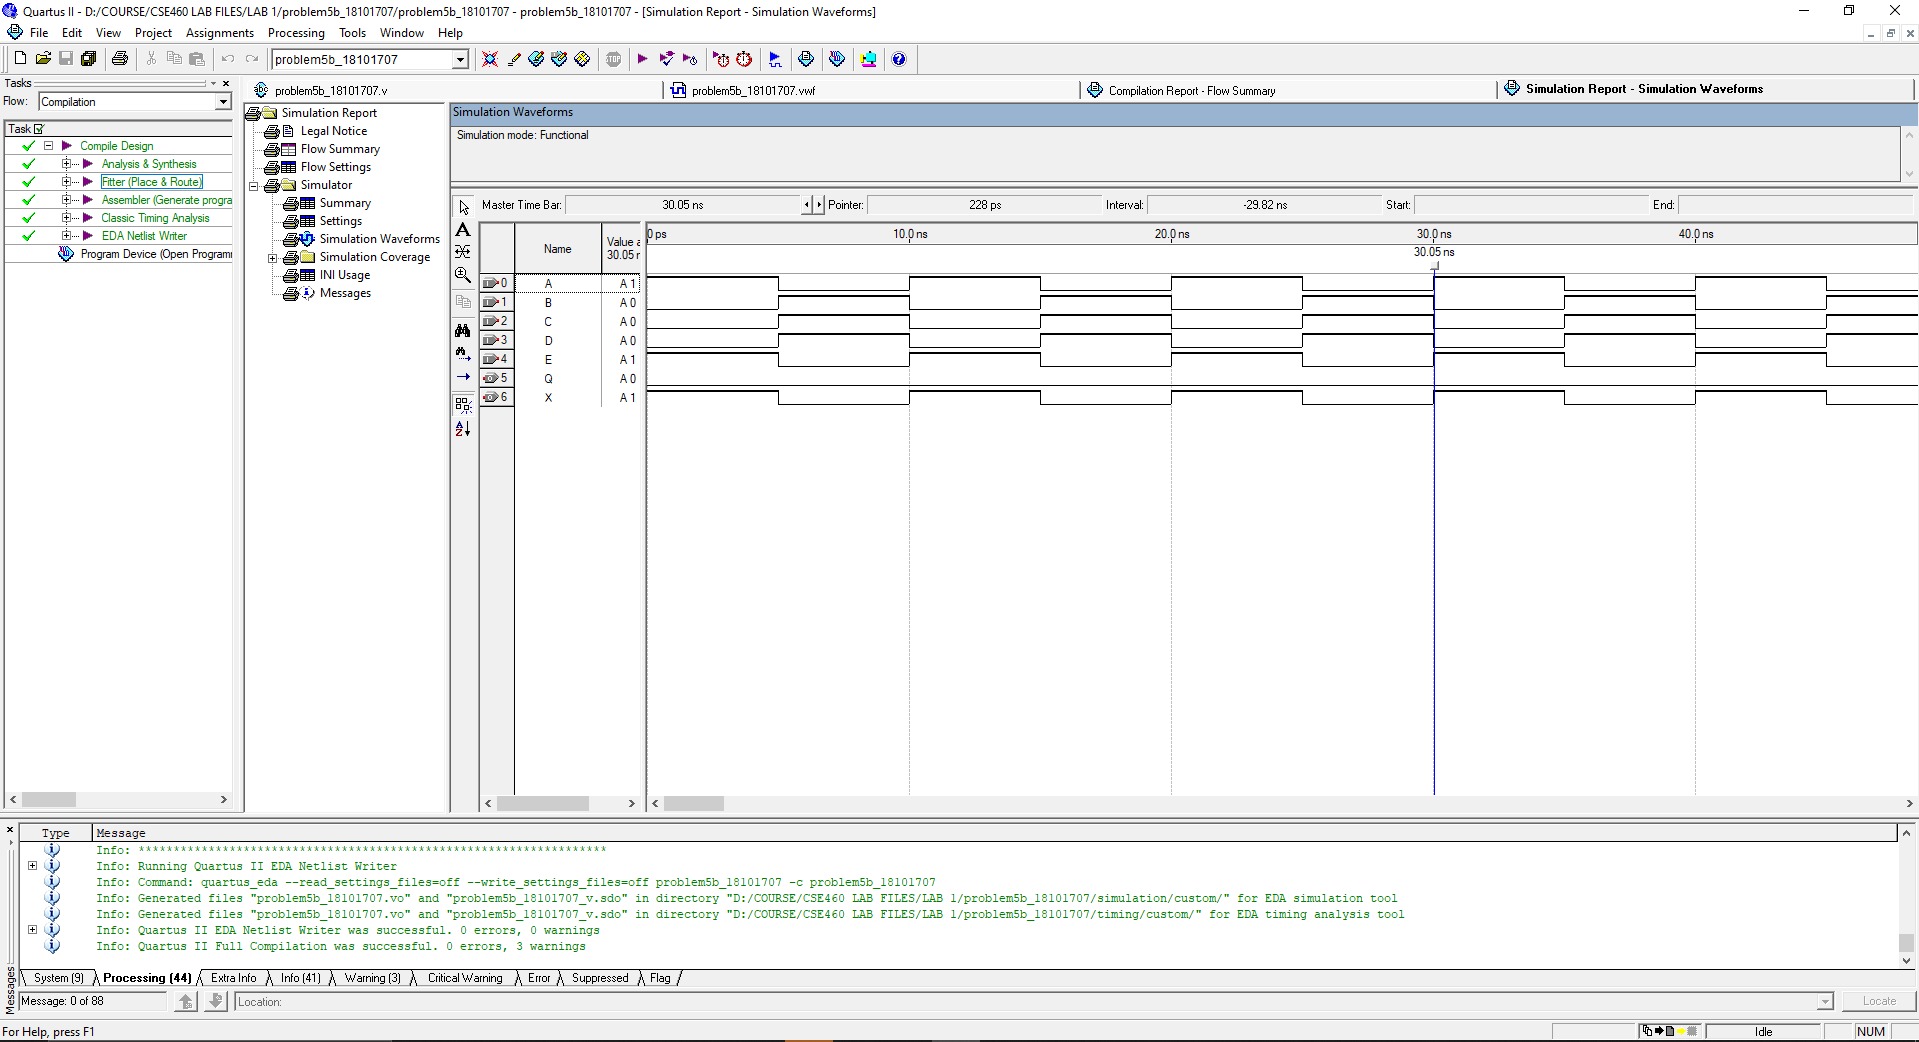 Quartus II - D:/COURSE/CSE460 LAB FILES/LAB 1/problem5b_18101707/problem5b_18101707 - problem5b_18101707 - [Simulation Report - Simulation Waveforms]
File Edit View Project Assignments Processing Tools Window Help
problem5b_18101707
STOP
Tasks
Flow: Compilation
Task
Compile Design
Analysis & Synthesis
Fitter (Place & Route)
Assembler (Generate progra
Classic Timing Analysis
EDA Netlist Writer
Program Device (Open Program
problem5b_18101707.v
problem5b_18101707.vwf
Compilation Report - Flow Summary
Simulation Report - Simulation Waveforms
Simulation Report
Legal Notice
Flow Summary
Flow Settings
Simulator
Summary
Settings
Simulation Waveforms
Simulation Coverage
INI Usage
Messages
Simulation Waveforms
Simulation mode: Functional
Master Time Bar: 30.05 ns Pointer: 228 ps Interval: -29.82 ns Start: End:
Name
Value a
30.05 n
0 ps 10.0 ns 20.0 ns 30.0 ns 40.0 ns
30.05 ns
0 A A 1
1 B A 0
2 C A 0
3 D A 0
4 E A 1
5 Q A 0
6 X A 1
Type Message
Info: *******************************************************************
Info: Running Quartus II EDA Netlist Writer
Info: Command: quartus_eda --read_settings_files=off --write_settings_files=off problem5b_18101707 -c problem5b_18101707
Info: Generated files "problem5b_18101707.vo" and "problem5b_18101707_v.sdo" in directory "D:/COURSE/CSE460 LAB FILES/LAB 1/problem5b_18101707/simulation/custom/" for EDA simulation tool
Info: Generated files "problem5b_18101707.vo" and "problem5b_18101707_v.sdo" in directory "D:/COURSE/CSE460 LAB FILES/LAB 1/problem5b_18101707/timing/custom/" for EDA timing analysis tool
Info: Quartus II EDA Netlist Writer was successful. 0 errors, 0 warnings
Info: Quartus II Full Compilation was successful. 0 errors, 3 warnings
System (9) Processing (44) Extra Info Info (41) Warning (3) Critical Warning Error Suppressed Flag
Messages
Message: 0 of 88
Location:
Locate
For Help, press F1
Idle
NUM